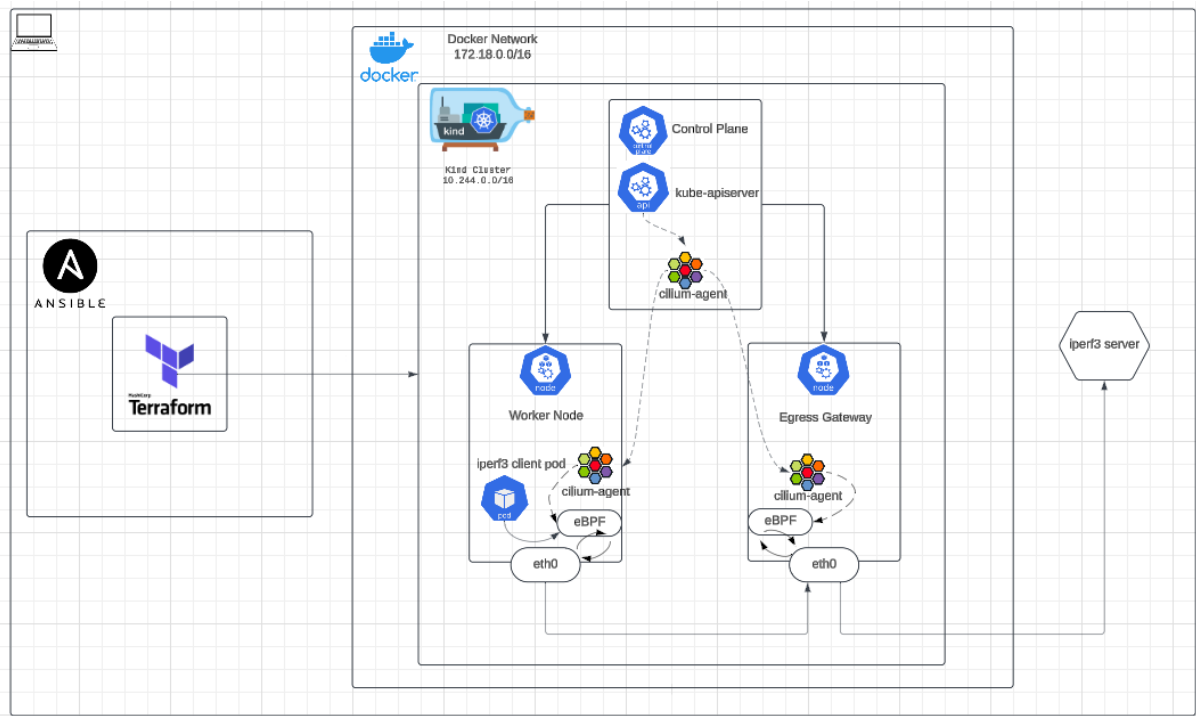 Docker Network
172.18.0.0/16
docker
kind
Kind Cluster
10.244.0.0/16
Control Plane
kube-apiserver
api
cilium-agent
ANSIBLE
HashiCorp
Terraform
node
Worker Node
iperf3 client pod
cilium-agent
pod
eBPF
eth0
node
Egress Gateway
cilium-agent
eBPF
eth0
iperf3 server